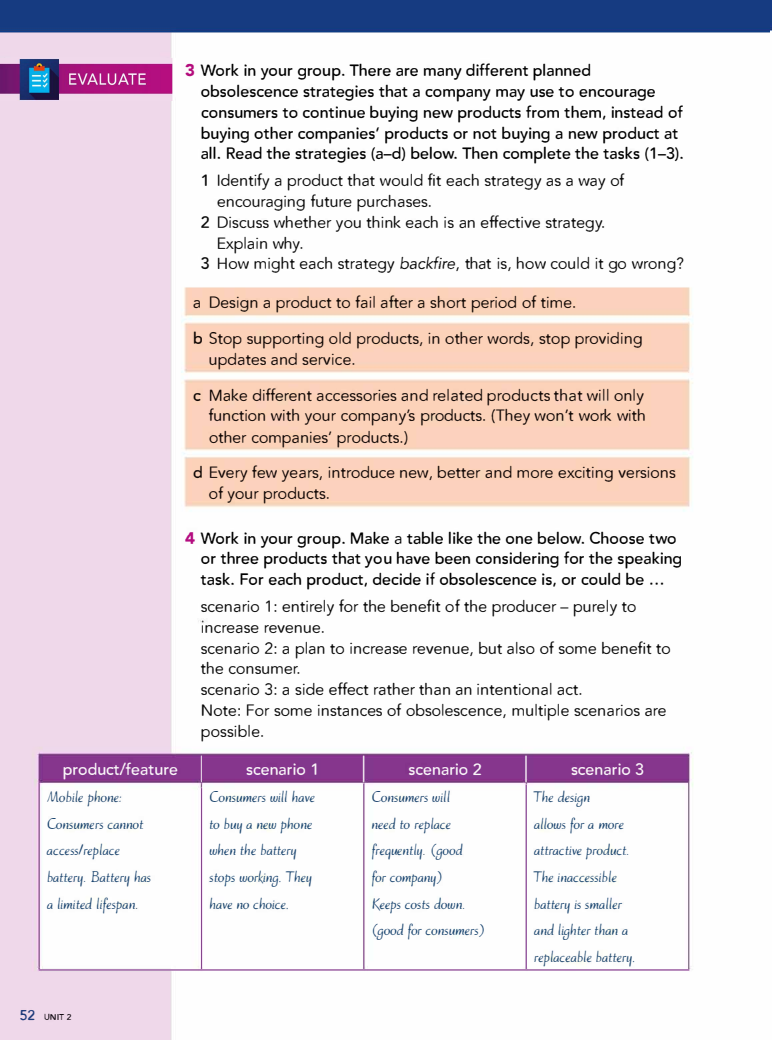 EVALUATE
3 Work in your group. There are many different planned
obsolescence strategies that a company may use to encourage
consumers to continue buying new products from them, instead of
buying other companies' products or not buying a new product at
all. Read the strategies (a–d) below. Then complete the tasks (1–3).
1 Identify a product that would fit each strategy as a way of
encouraging future purchases.
2 Discuss whether you think each is an effective strategy.
Explain why.
3 How might each strategy backfire, that is, how could it go wrong?
a Design a product to fail after a short period of time.
b Stop supporting old products, in other words, stop providing
updates and service.
c Make different accessories and related products that will only
function with your company's products. (They won't work with
other companies' products.)
d Every few years, introduce new, better and more exciting versions
of your products.
4 Work in your group. Make a table like the one below. Choose two
or three products that you have been considering for the speaking
task. For each product, decide if obsolescence is, or could be …
scenario 1: entirely for the benefit of the producer – purely to
increase revenue.
scenario 2: a plan to increase revenue, but also of some benefit to
the consumer.
scenario 3: a side effect rather than an intentional act.
Note: For some instances of obsolescence, multiple scenarios are
possible.
product/feature
scenario 1
scenario 2
scenario 3
Mobile phone:
Consumers cannot
access/replace
battery. Battery has
a limited lifespan.
Consumers will have
to buy a new phone
when the battery
stops working. They
have no choice.
Consumers will
need to replace
frequently. (good
for company)
Keeps costs down.
(good for consumers)
The design
allows for a more
attractive product.
The inaccessible
battery is smaller
and lighter than a
replaceable battery.
52 UNIT 2